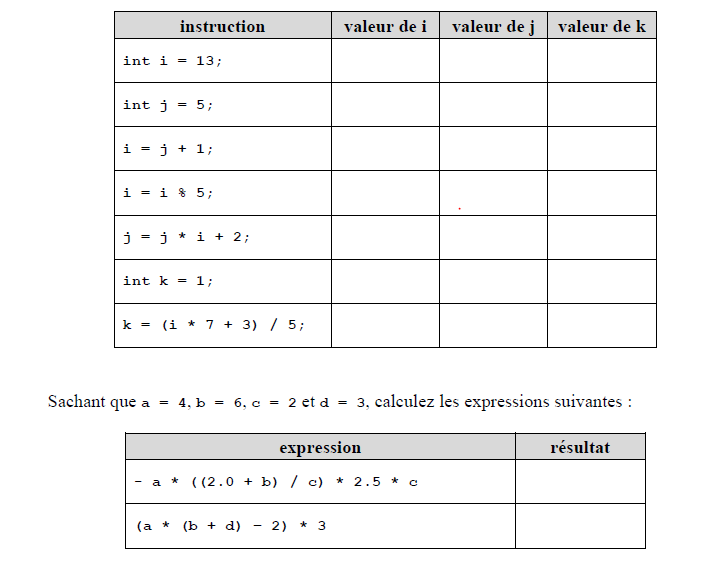 instruction valeur de i valeur de j valeur de k
int i = 13;
int j = 5;
i = j + 1;
i = i % 5;
j = j * i + 2;
int k = 1;
k = (i * 7 + 3) / 5;
Sachant que a = 4, b = 6, c = 2 et d = 3, calculez les expressions suivantes :
expression résultat
- a * ((2.0 + b) / c) * 2.5 * c
(a * (b + d) - 2) * 3